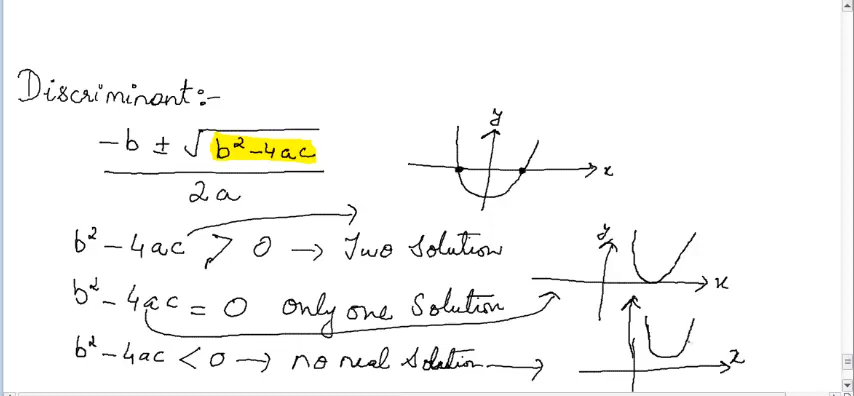 Discriminant:-
-b ± √b²-4ac
2a
y
x
b²-4ac > 0 → Two solution
y
x
b²-4ac = 0 only one solution
b²-4ac < 0 → no real solution →
x